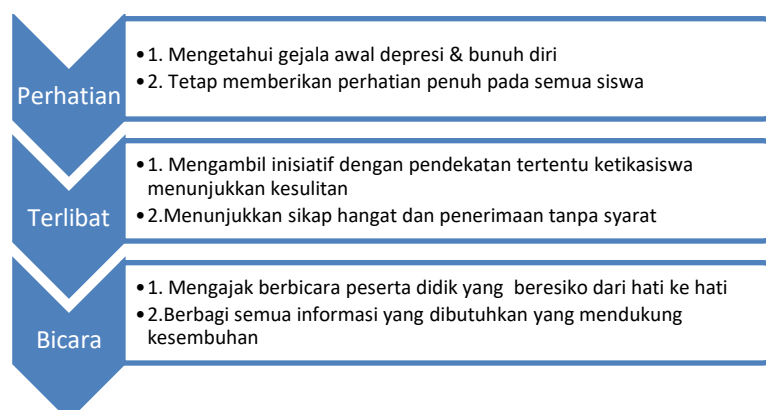 Perhatian
•1. Mengetahui gejala awal depresi & bunuh diri
•2. Tetap memberikan perhatian penuh pada semua siswa
Terlibat
•1. Mengambil inisiatif dengan pendekatan tertentu ketikasiswa
menunjukkan kesulitan
•2.Menunjukkan sikap hangat dan penerimaan tanpa syarat
Bicara
•1. Mengajak berbicara peserta didik yang  beresiko dari hati ke hati
•2.Berbagi semua informasi yang dibutuhkan yang mendukung
kesembuhan